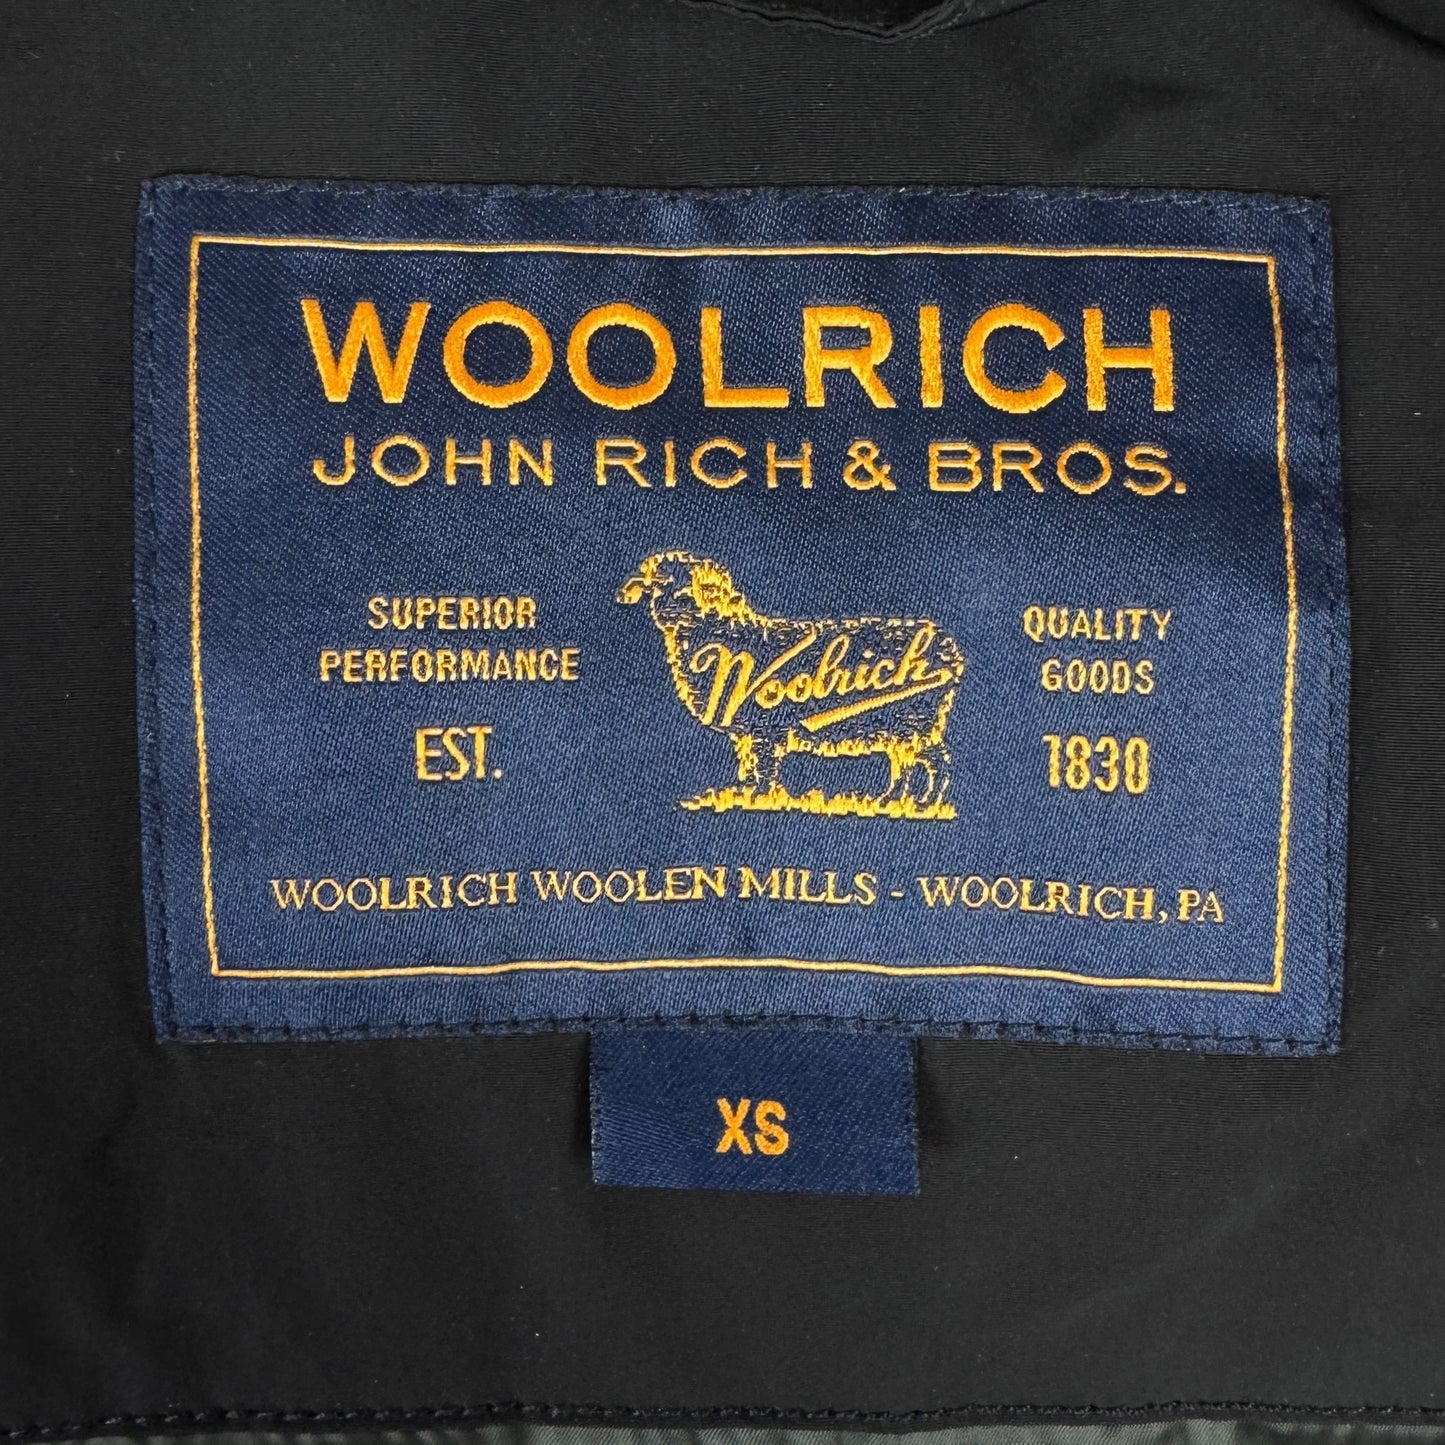 WOOLRICH
JOHN RICH & BROS.
SUPERIOR
PERFORMANCE
EST.
Woolrich
QUALITY
GOODS
1830
WOOLRICH WOOLEN MILLS - WOOLRICH, PA
XS